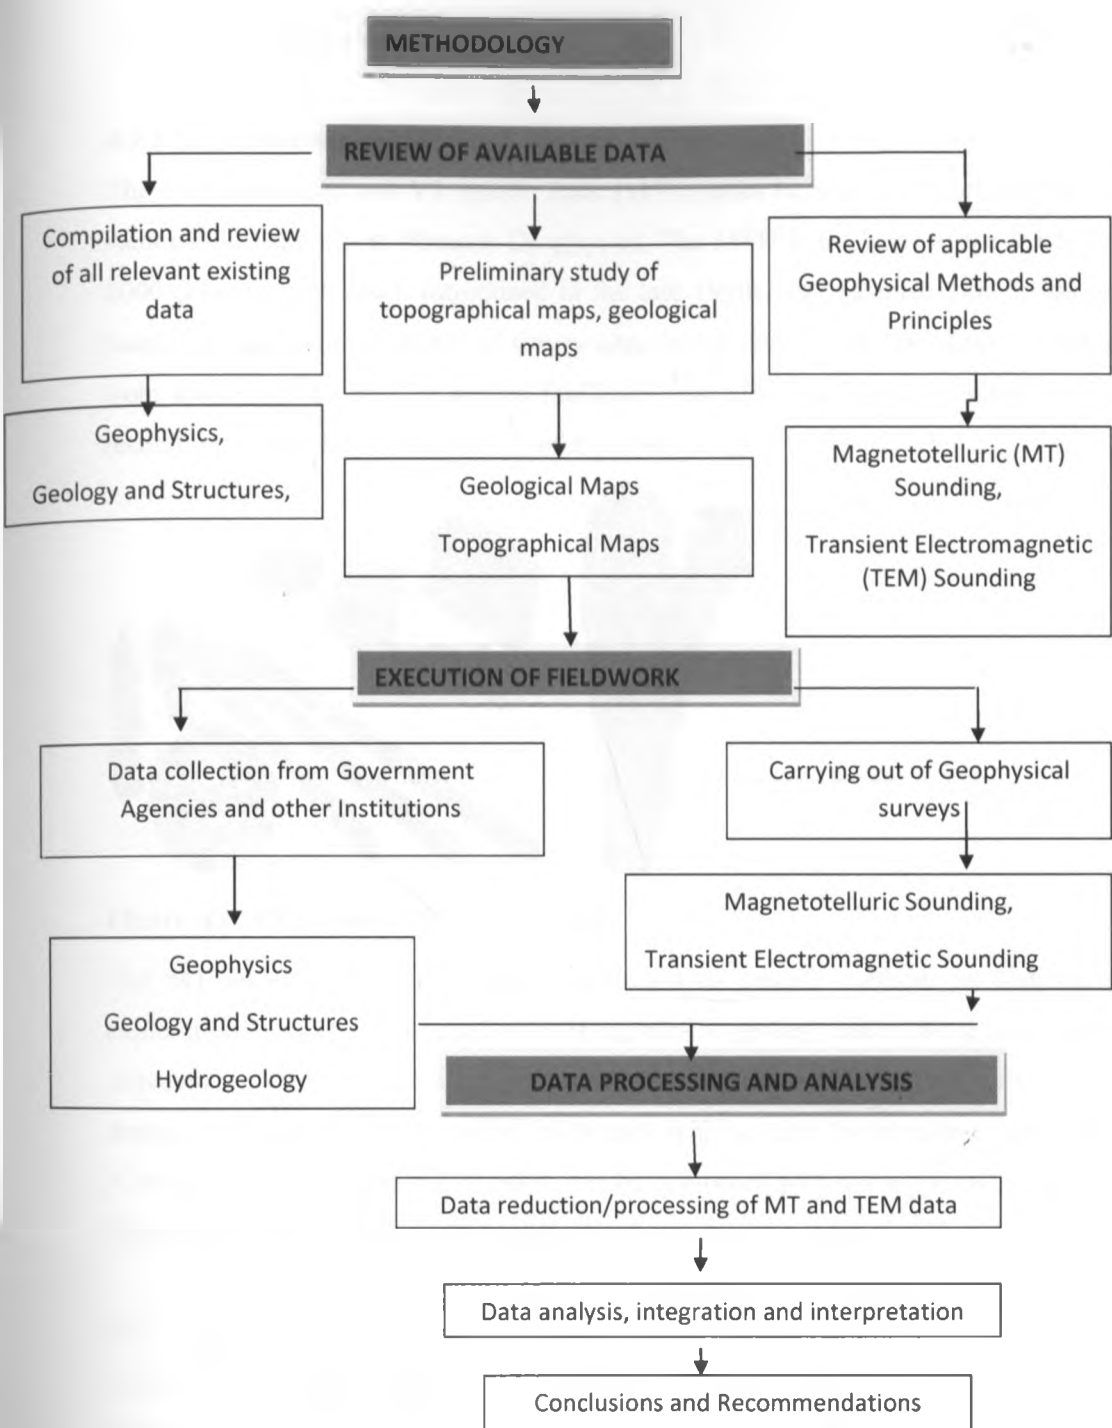 METHODOLOGY
REVIEW OF AVAILABLE DATA
Compilation and review
of all relevant existing
data
Preliminary study of
topographical maps, geological
maps
Review of applicable
Geophysical Methods and
Principles
Geophysics,
Geology and Structures,
Geological Maps
Topographical Maps
Magnetotelluric (MT)
Sounding,
Transient Electromagnetic
(TEM) Sounding
EXECUTION OF FIELDWORK
Data collection from Government
Agencies and other Institutions
Carrying out of Geophysical
surveys
Geophysics
Geology and Structures
Hydrogeology
Magnetotelluric Sounding,
Transient Electromagnetic Sounding
DATA PROCESSING AND ANALYSIS
Data reduction/processing of MT and TEM data
Data analysis, integration and interpretation
Conclusions and Recommendations